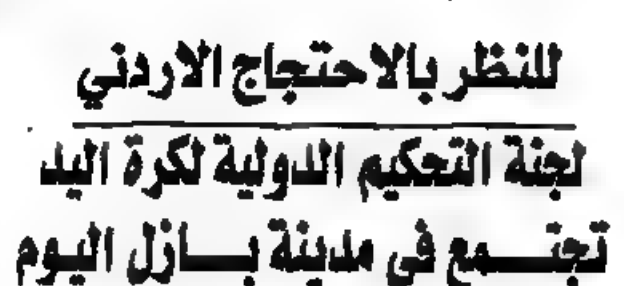 للنظر بالاحتجاج الاردني
لجنة التحكيم الدولية لكرة اليد
تجتمع في مدينة بازل اليوم